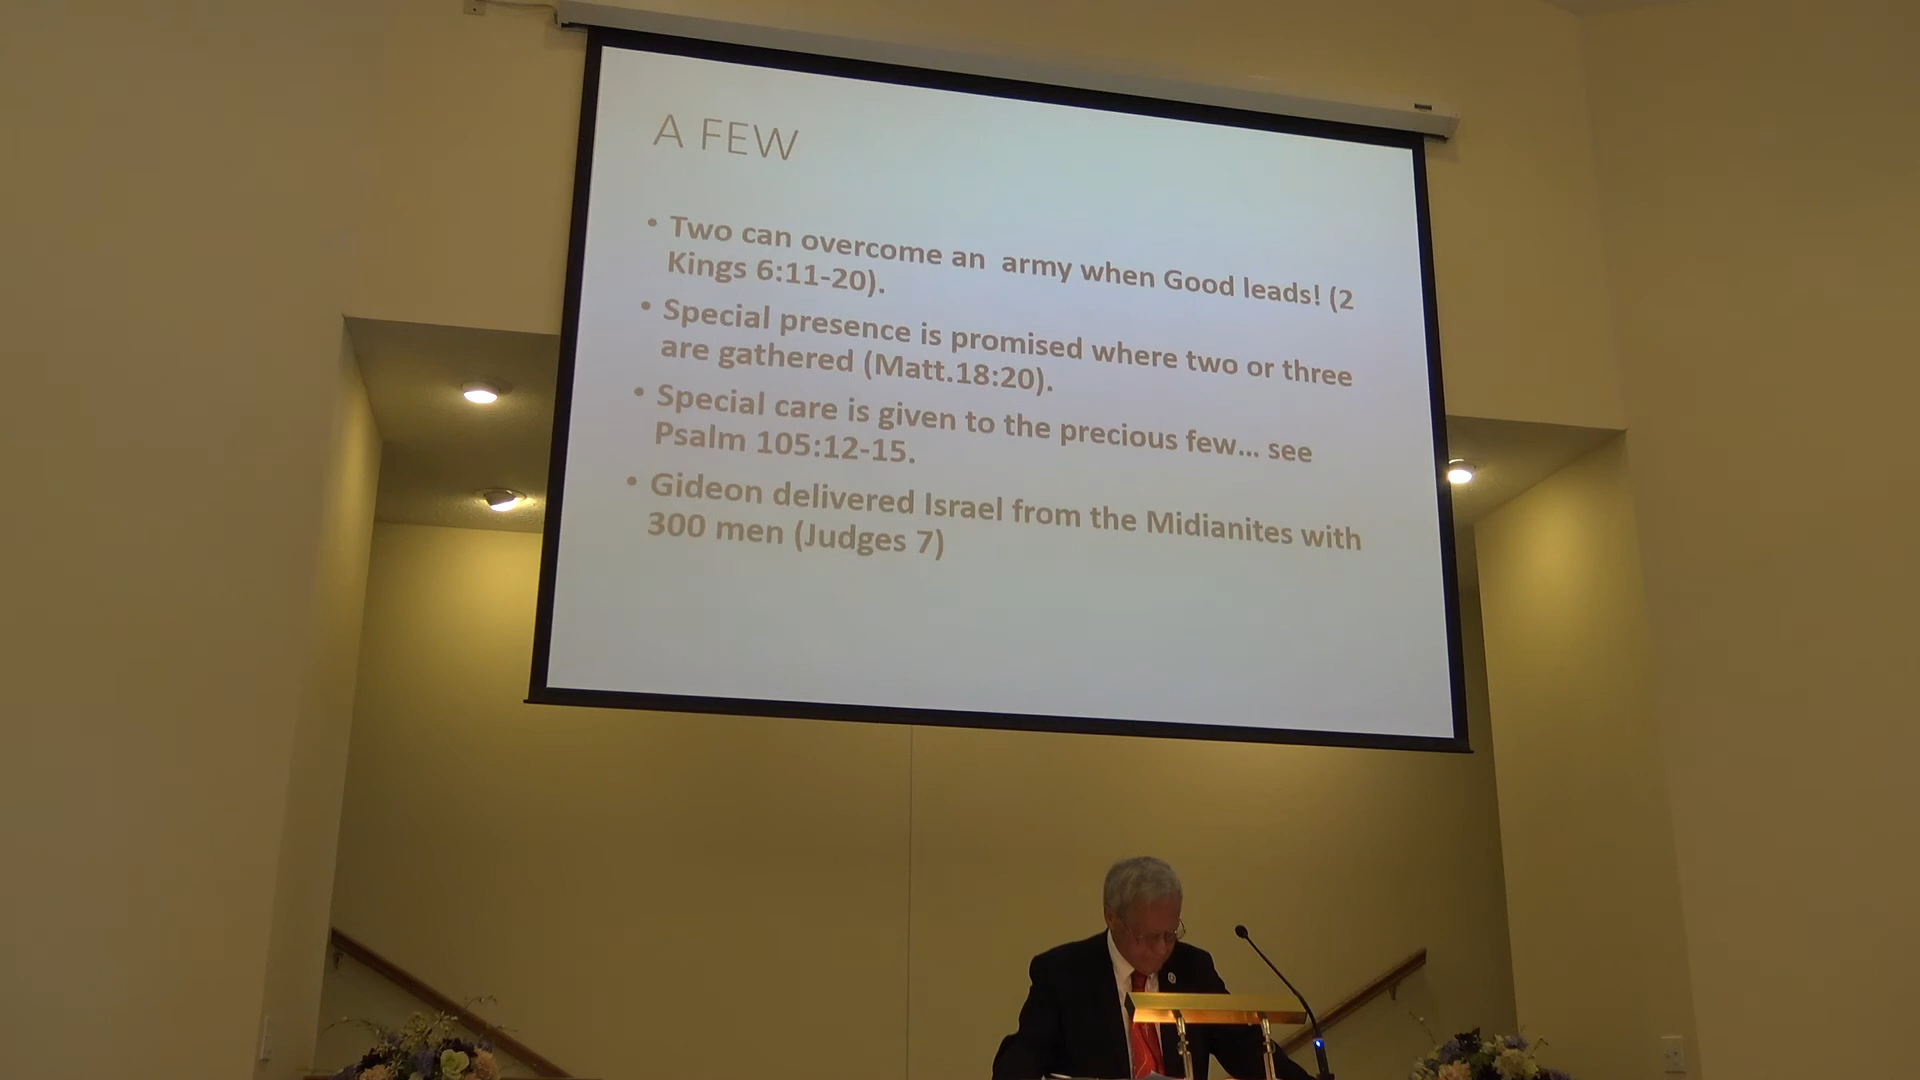 A FEW
• Two can overcome an  army when Good leads! (2
Kings 6:11-20).
• Special presence is promised where two or three
are gathered (Matt.18:20).
• Special care is given to the precious few... see
Psalm 105:12-15.
• Gideon delivered Israel from the Midianites with
300 men (Judges 7)